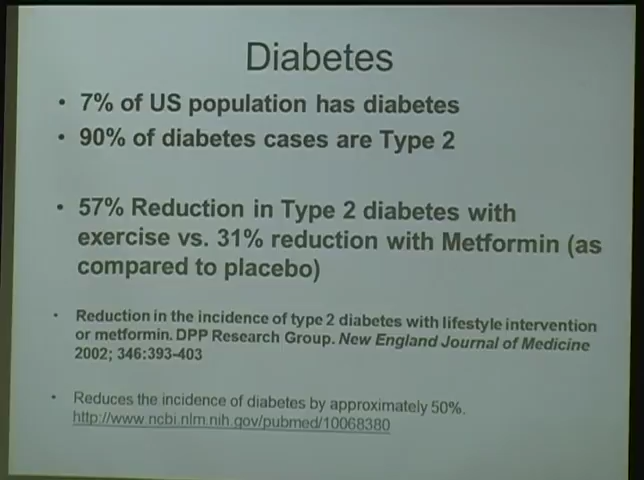 Diabetes
• 7% of US population has diabetes
• 90% of diabetes cases are Type 2
• 57% Reduction in Type 2 diabetes with
exercise vs. 31% reduction with Metformin (as
compared to placebo)
• Reduction in the incidence of type 2 diabetes with lifestyle intervention
or metformin. DPP Research Group. New England Journal of Medicine
2002; 346:393-403
• Reduces the incidence of diabetes by approximately 50%.
http://www.ncbi.nlm.nih.gov/pubmed/10068380